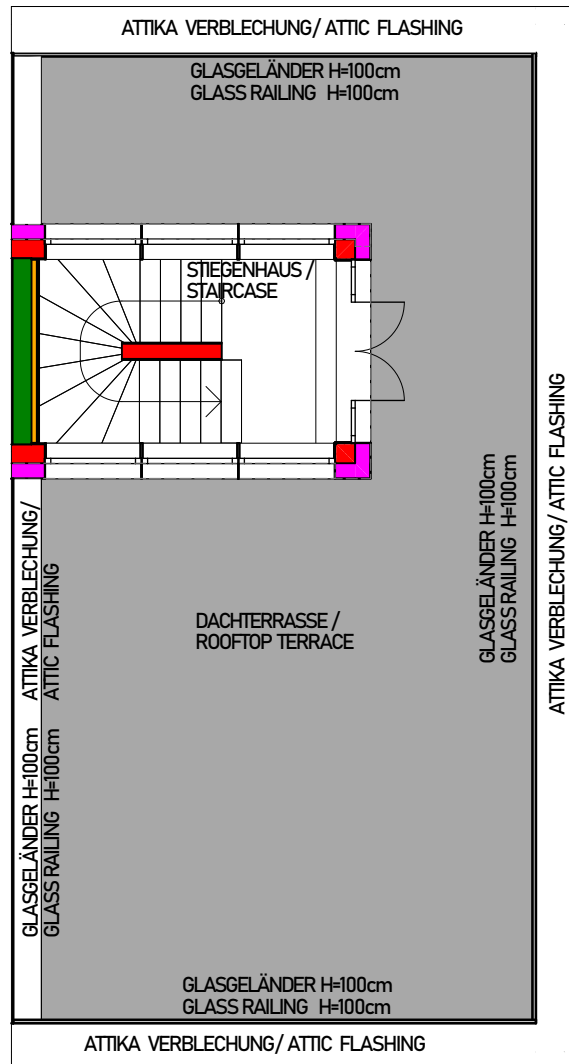 ATTIKA VERBLECHUNG/ ATTIC FLASHING
GLASGELÄNDER H=100cm
GLASS RAILING H=100cm
STIEGENHAUS /
STAIRCASE
ATTIKA VERBLECHUNG/ ATTIC FLASHING
GLASGELÄNDER H=100cm
GLASS RAILING H=100cm
ATTIKA VERBLECHUNG/
ATTIC FLASHING
DACHTERRASSE /
ROOFTOP TERRACE
GLASGELÄNDER H=100cm
GLASS RAILING H=100cm
GLASGELÄNDER H=100cm
GLASS RAILING H=100cm
ATTIKA VERBLECHUNG/ ATTIC FLASHING